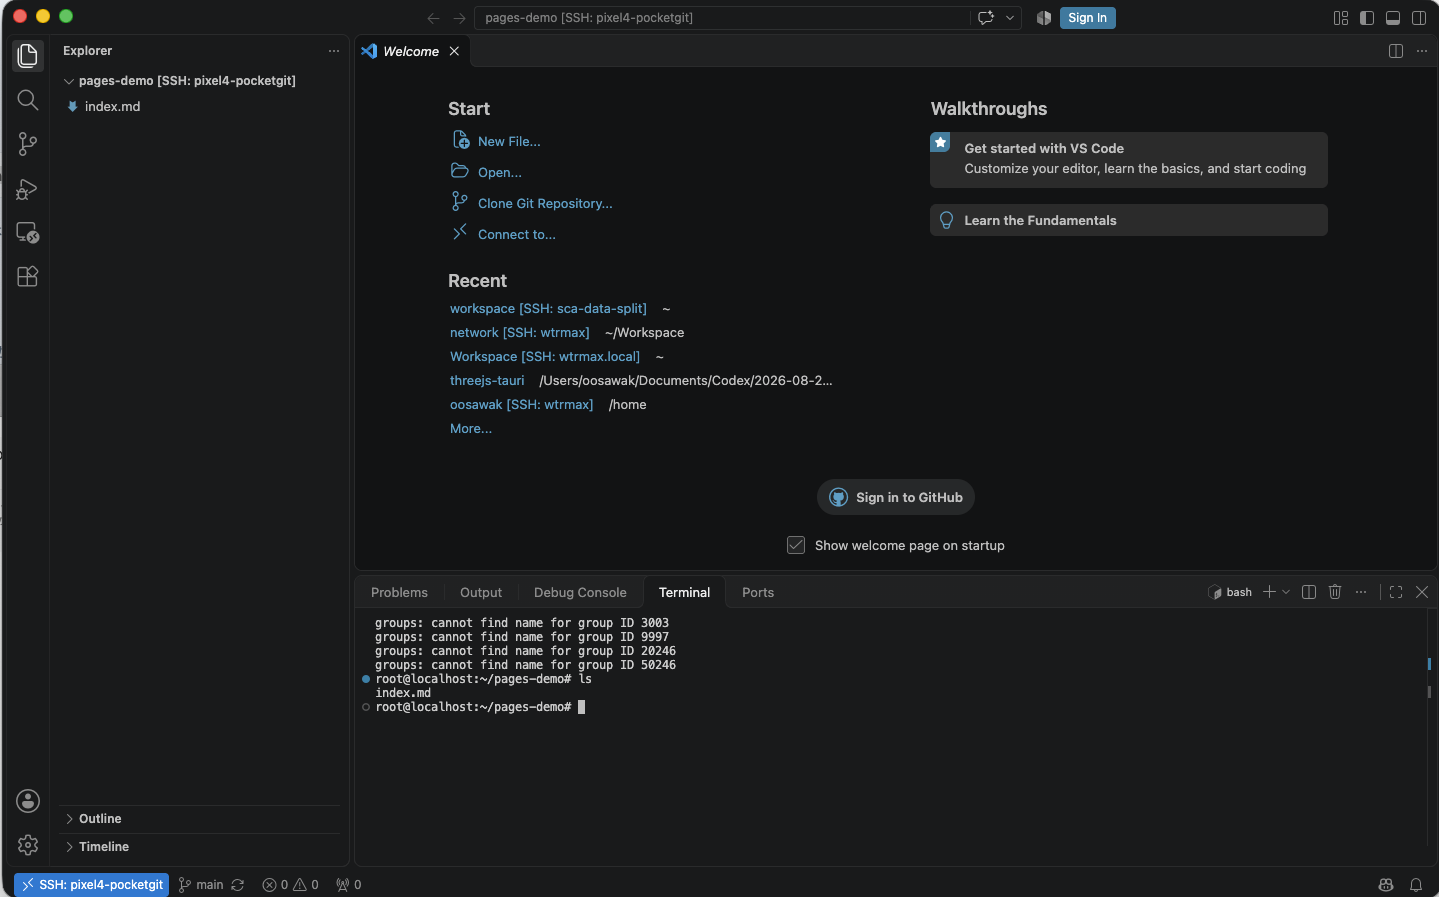 pages-demo [SSH: pixel4-pocketgit]
Sign In
Explorer
pages-demo [SSH: pixel4-pocketgit]
index.md
Outline
Timeline
Welcome
Start
New File...
Open...
Clone Git Repository...
Connect to...
Recent
workspace [SSH: sca-data-split] ~
network [SSH: wtrmax] ~/Workspace
Workspace [SSH: wtrmax.local] ~
threejs-tauri /Users/oosawak/Documents/Codex/2026-08-2...
oosawak [SSH: wtrmax] /home
More...
Walkthroughs
Get started with VS Code
Customize your editor, learn the basics, and start coding
Learn the Fundamentals
Sign in to GitHub
Show welcome page on startup
Problems Output Debug Console Terminal Ports
bash
groups: cannot find name for group ID 3003
groups: cannot find name for group ID 9997
groups: cannot find name for group ID 20246
groups: cannot find name for group ID 50246
root@localhost:~/pages-demo# ls
index.md
root@localhost:~/pages-demo#
SSH: pixel4-pocketgit main 0 0 0